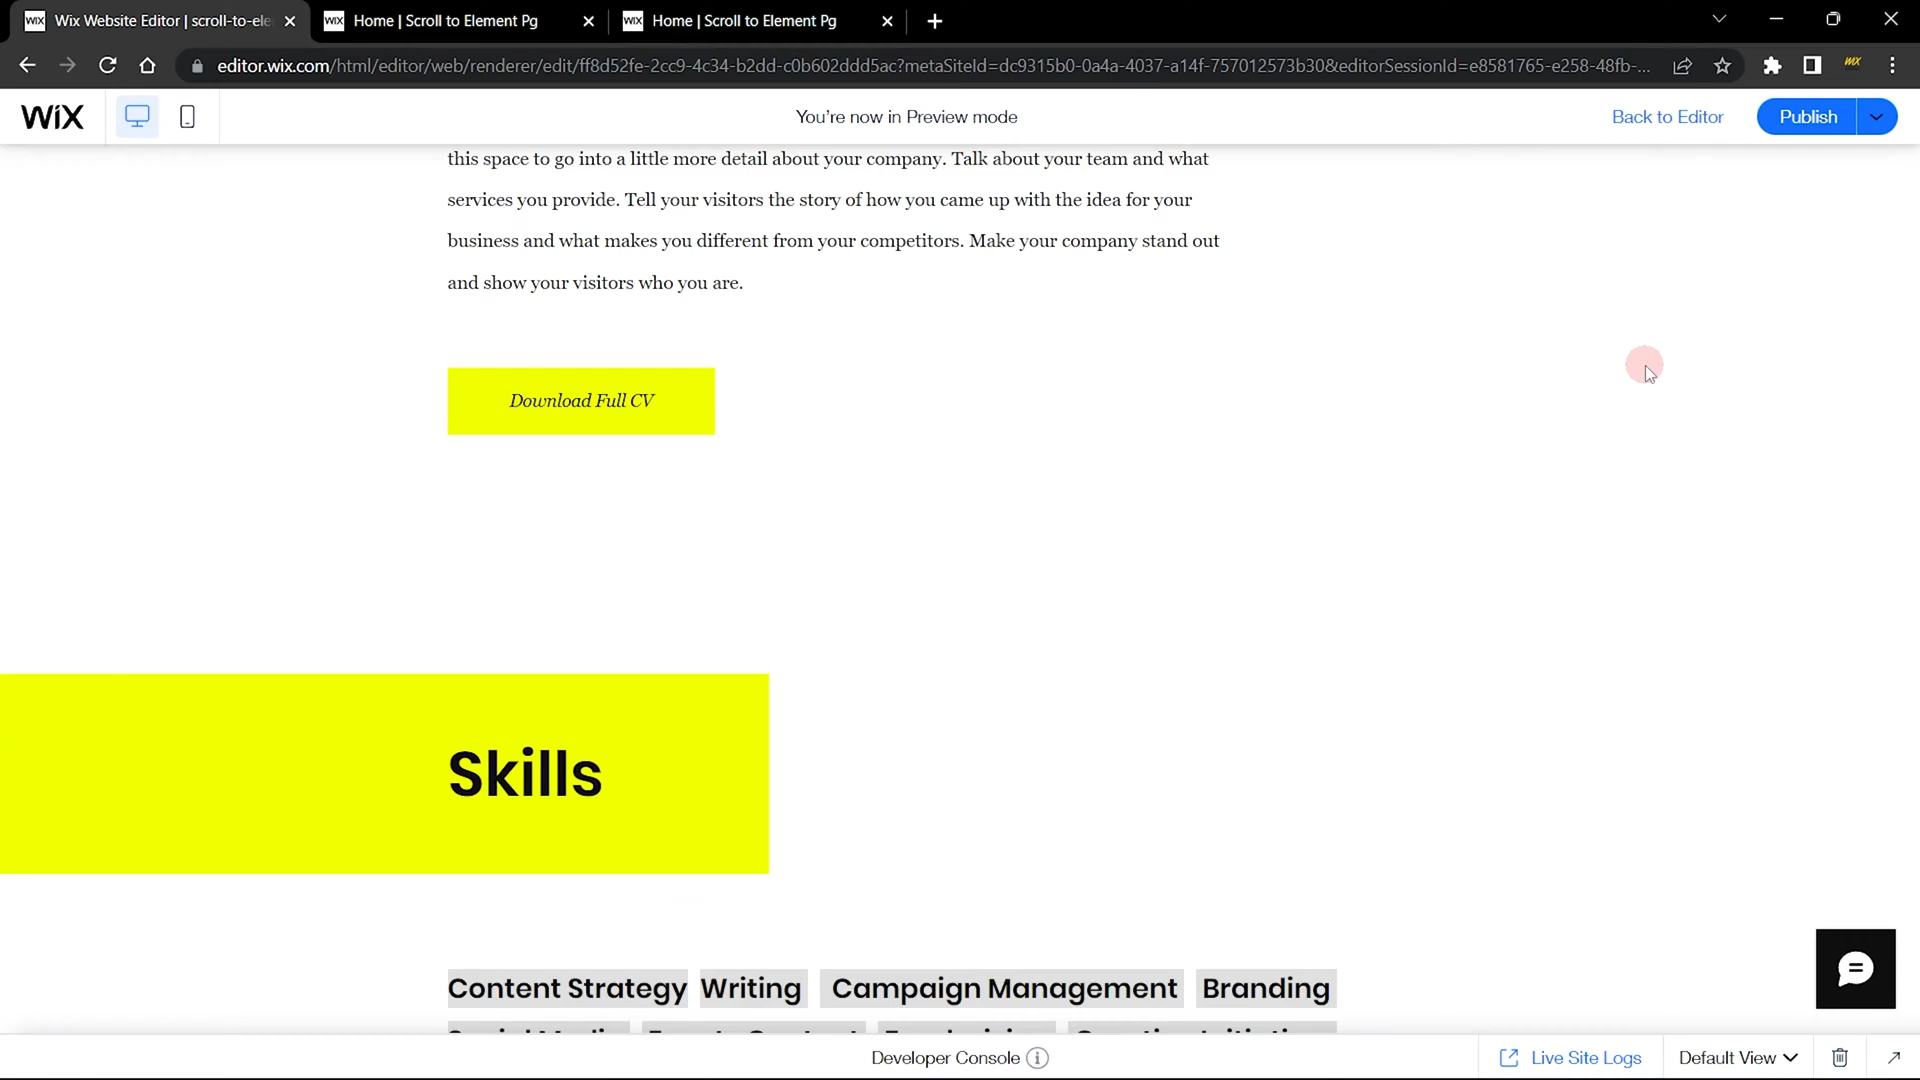 Wix Website Editor | scroll-to-ele
Home | Scroll to Element Pg
Home | Scroll to Element Pg
editor.wix.com/html/editor/web/renderer/edit/ff8d52fe-2cc9-4c34-b2dd-c0b602ddd5ac?metaSiteId=dc9315b0-0a4a-4037-a14f-757012573b30&editorSessionId=e8581765-e258-48fb-...
WiX
You're now in Preview mode
Back to Editor
Publish
this space to go into a little more detail about your company. Talk about your team and what
services you provide. Tell your visitors the story of how you came up with the idea for your
business and what makes you different from your competitors. Make your company stand out
and show your visitors who you are.
Download Full CV
Skills
Content Strategy Writing Campaign Management Branding
Developer Console
Live Site Logs
Default View